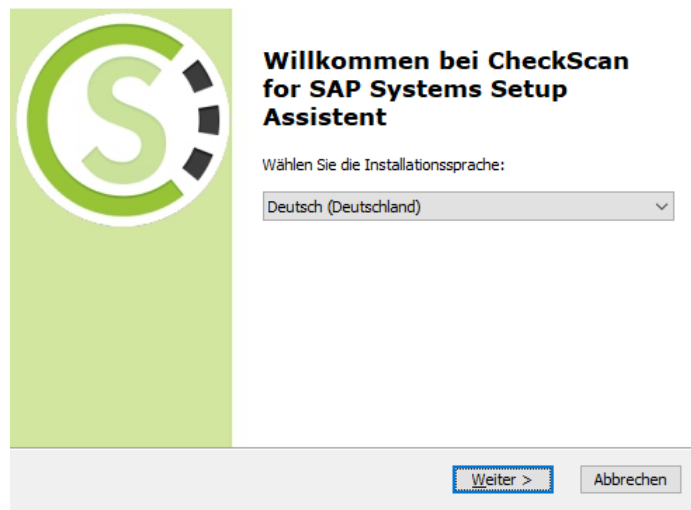 S
Willkommen bei CheckScan
for SAP Systems Setup
Assistent
Wählen Sie die Installationssprache:
Deutsch (Deutschland)
Weiter >
Abbrechen